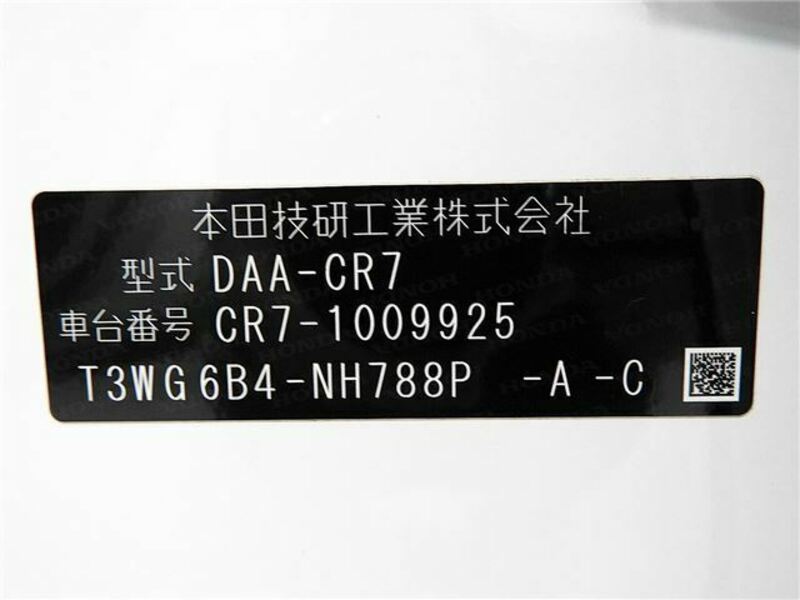 本田技研工業株式会社
型式 DAA-CR7
車台番号 CR7-1009925
T3WG6B4-NH788P -A -C